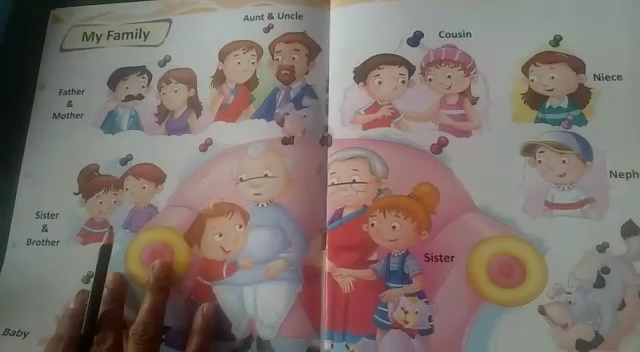 My Family
Aunt & Uncle
Cousin
Niece
Father
&
Mother
Neph
Sister
&
Brother
Sister
Baby